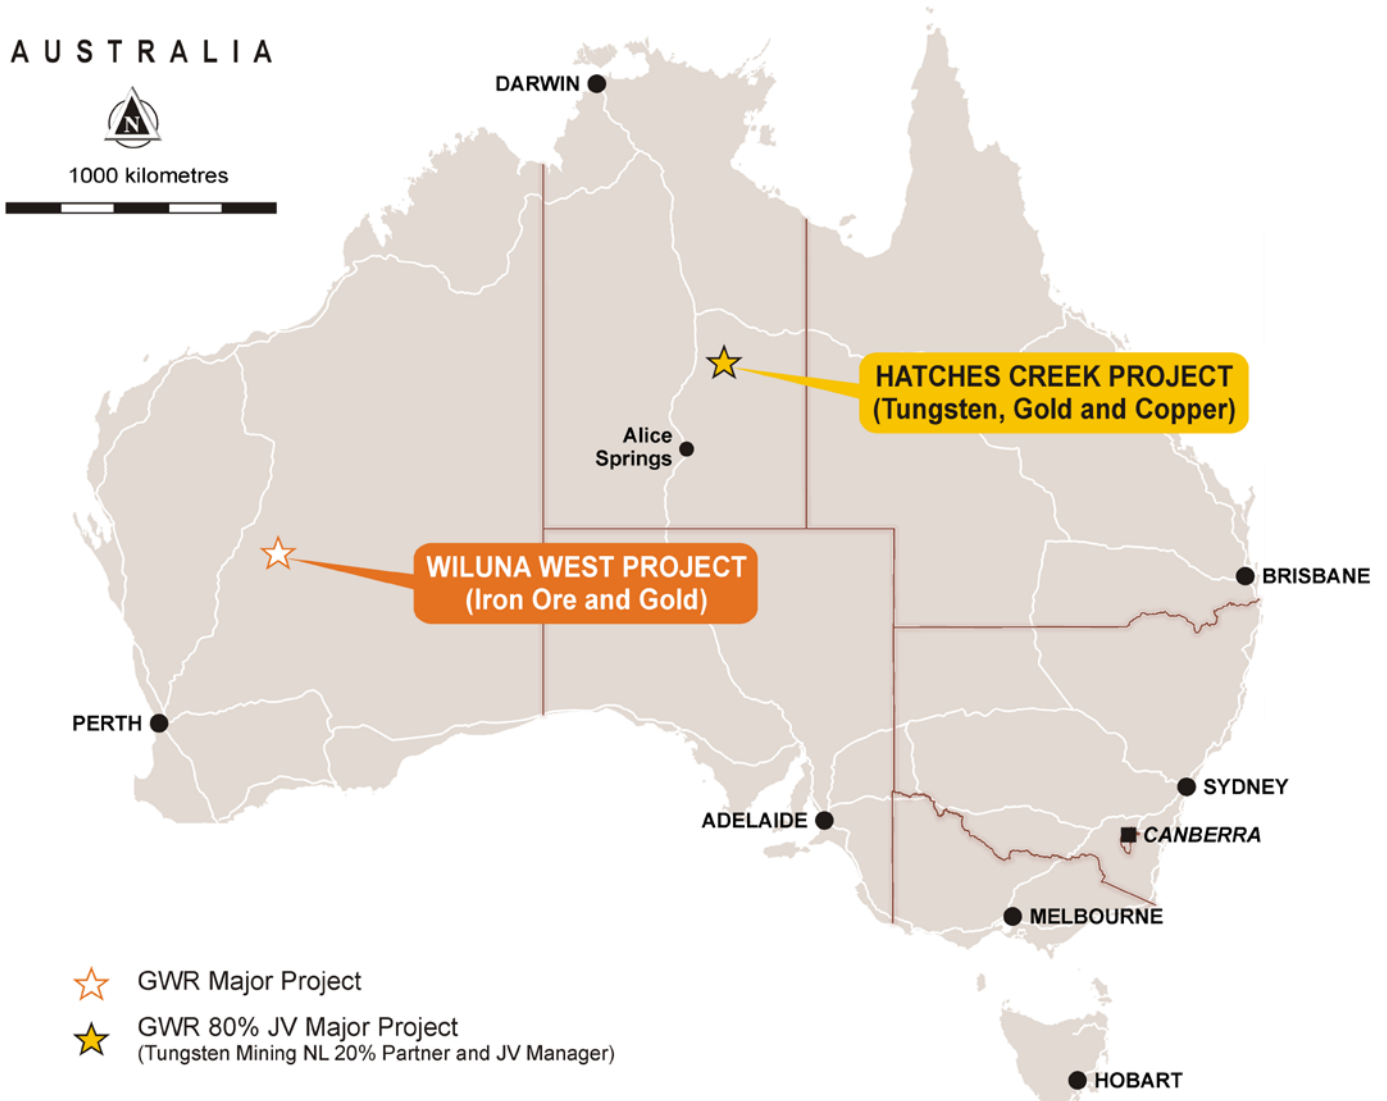 AUSTRALIA
N
1000 kilometres
DARWIN
HATCHES CREEK PROJECT
(Tungsten, Gold and Copper)
Alice
Springs
WILUNA WEST PROJECT
(Iron Ore and Gold)
BRISBANE
PERTH
SYDNEY
ADELAIDE
CANBERRA
MELBOURNE
GWR Major Project
GWR 80% JV Major Project
(Tungsten Mining NL 20% Partner and JV Manager)
HOBART